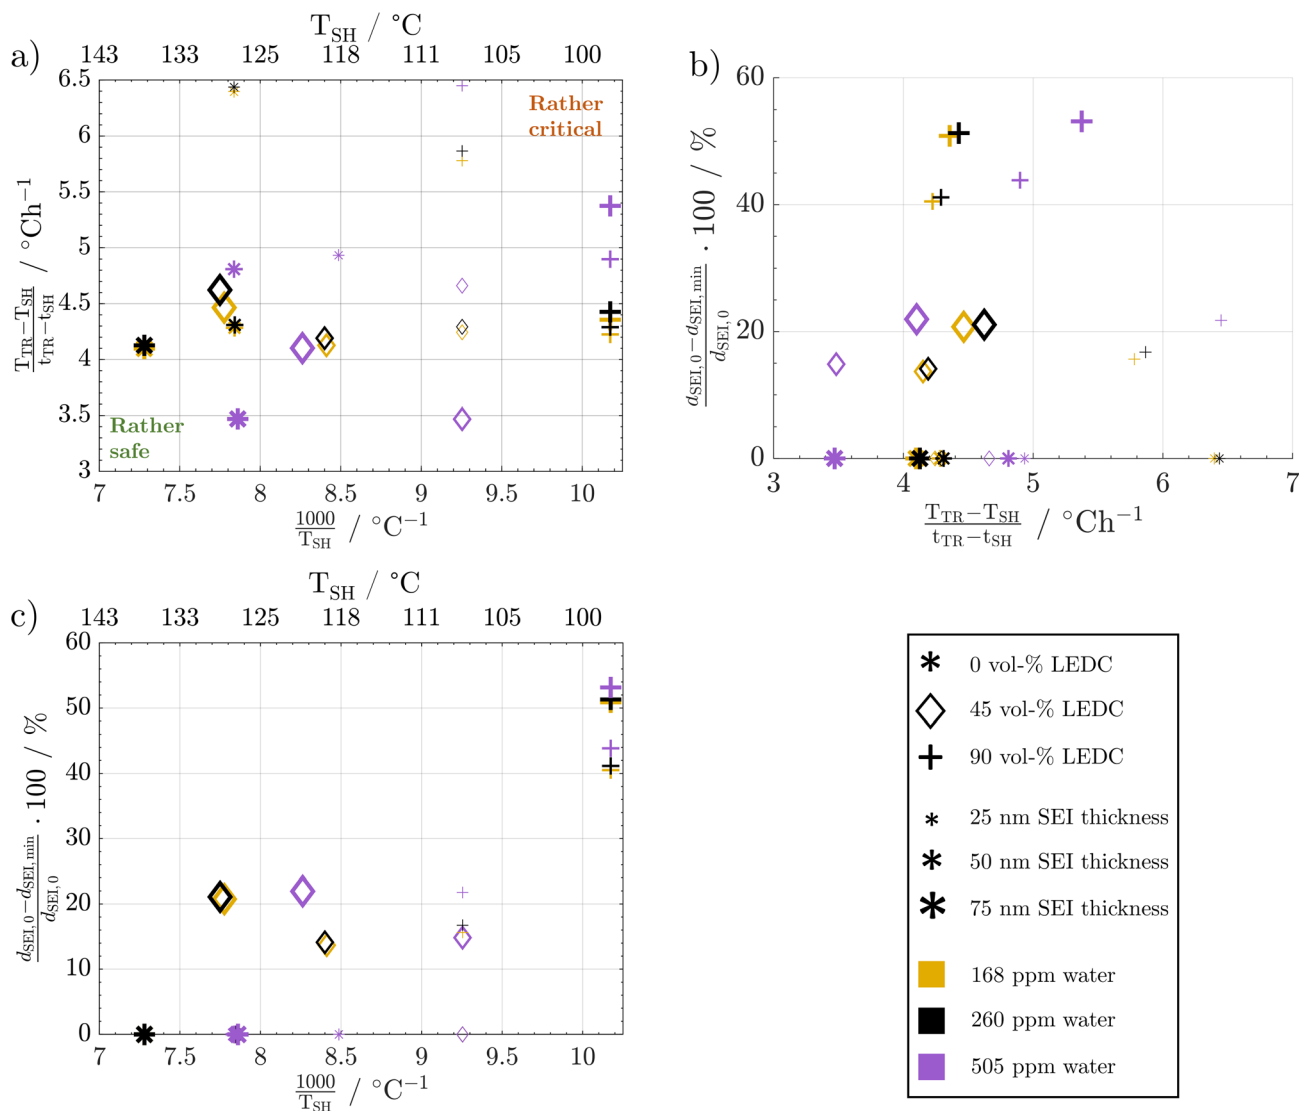 a)
T_SH / °C
143 133 125 118 111 105 100
6.5
6
5.5
5
4.5
4
3.5
3
T_TR−T_SH
t_TR−t_SH
/ °Ch⁻¹
Rather
critical
Rather
safe
7 7.5 8 8.5 9 9.5 10
1000
T_SH
/ °C⁻¹
b)
60
40
20
0
d_SEI,0−d_SEI,min
d_SEI,0
· 100 / %
3 4 5 6 7
T_TR−T_SH
t_TR−t_SH
/ °Ch⁻¹
c)
T_SH / °C
143 133 125 118 111 105 100
60
50
40
30
20
10
0
d_SEI,0−d_SEI,min
d_SEI,0
· 100 / %
7 7.5 8 8.5 9 9.5 10
1000
T_SH
/ °C⁻¹
0 vol-% LEDC
45 vol-% LEDC
90 vol-% LEDC
25 nm SEI thickness
50 nm SEI thickness
75 nm SEI thickness
168 ppm water
260 ppm water
505 ppm water